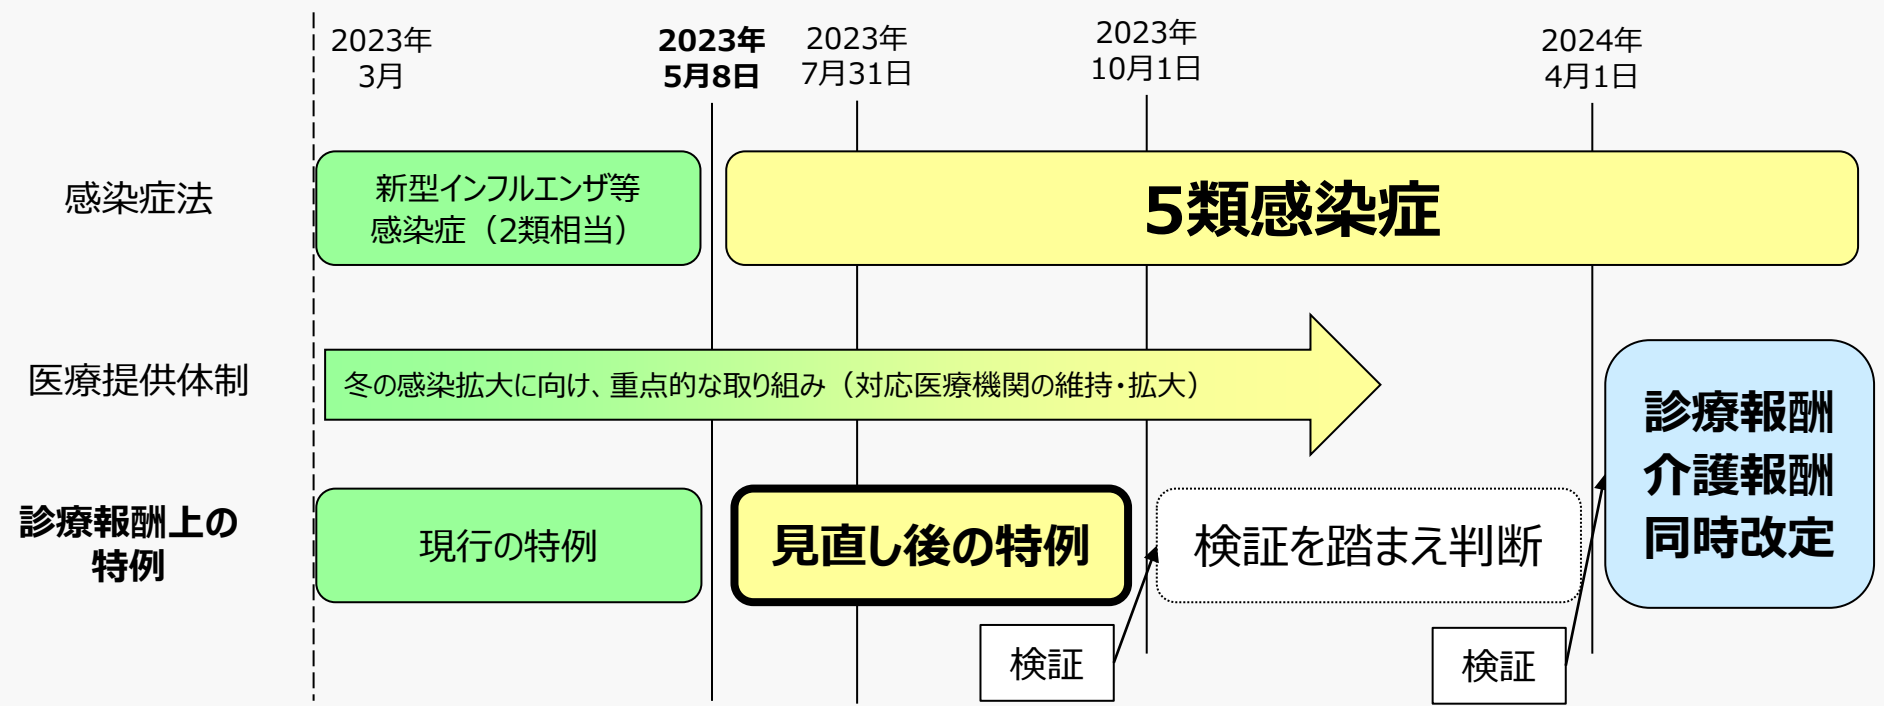 2023年
3月
2023年
5月8日
2023年
7月31日
2023年
10月1日
2024年
4月1日
感染症法
新型インフルエンザ等
感染症（2類相当）
5類感染症
医療提供体制
冬の感染拡大に向け、重点的な取り組み（対応医療機関の維持・拡大）
診療報酬
介護報酬
同時改定
診療報酬上の
特例
現行の特例
見直し後の特例
検証を踏まえ判断
検証
検証